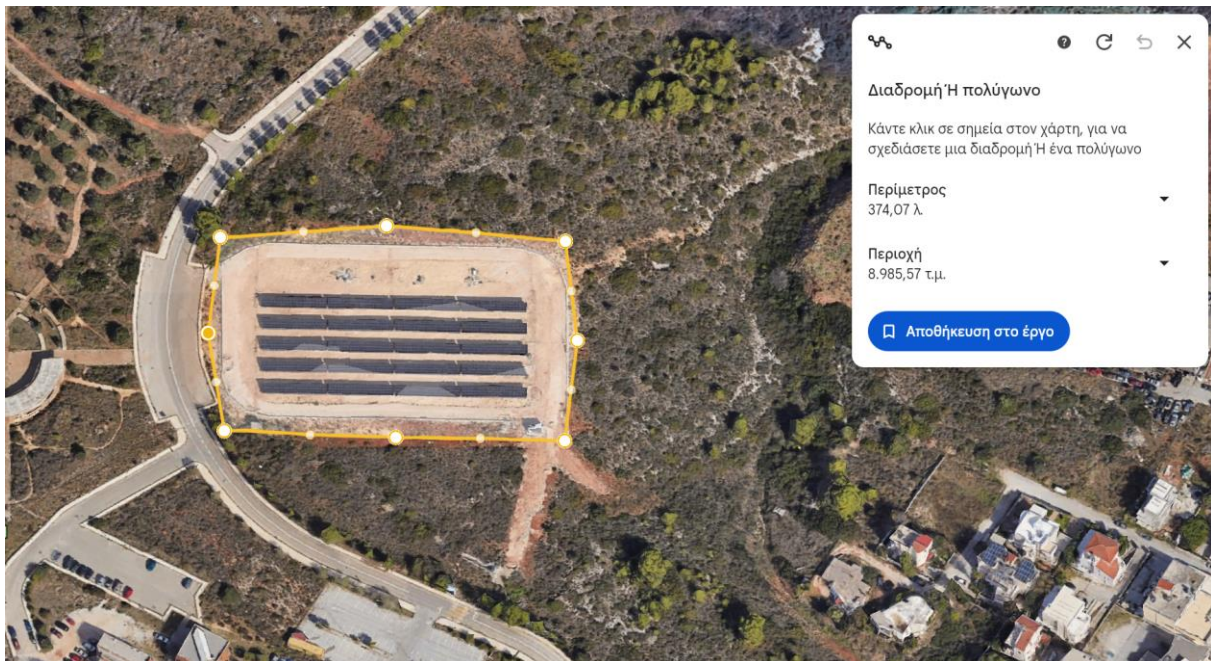 Διαδρομή Ή πολύγωνο
Κάντε κλικ σε σημεία στον χάρτη, για να
σχεδιάσετε μια διαδρομή Ή ένα πολύγωνο
Περίμετρος
374,07 λ.
Περιοχή
8.985,57 τ.μ.
Αποθήκευση στο έργο